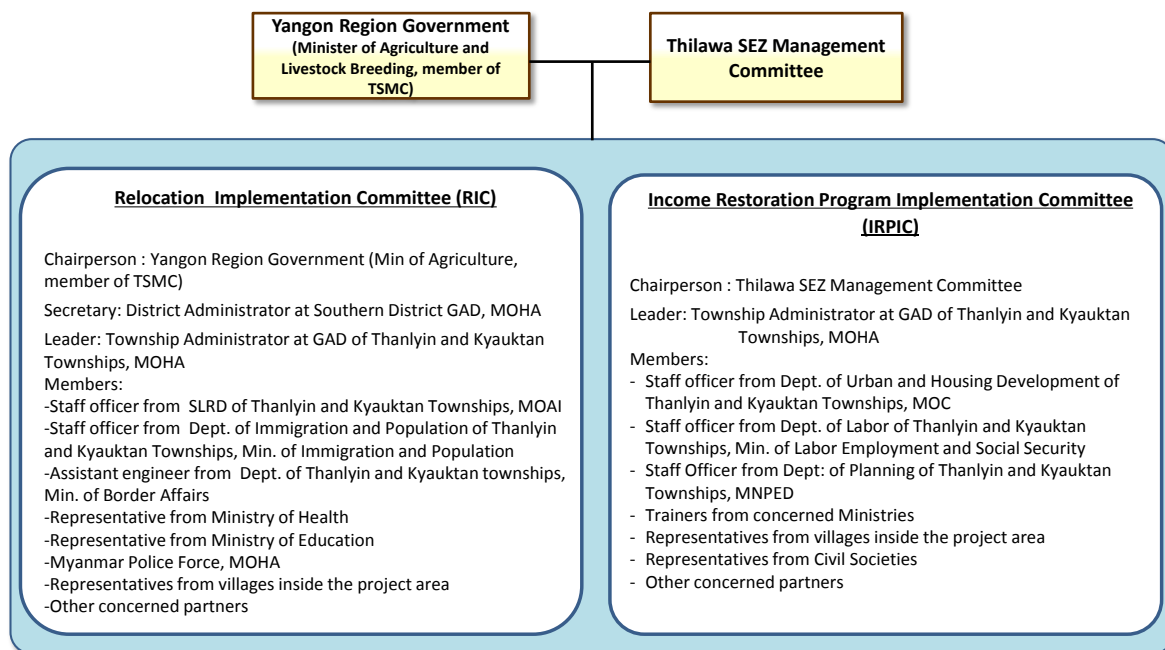 Yangon Region Government
(Minister of Agriculture and
Livestock Breeding, member of
TSMC)
Thilawa SEZ Management
Committee
Relocation Implementation Committee (RIC)
Chairperson : Yangon Region Government (Min of Agriculture,
member of TSMC)
Secretary: District Administrator at Southern District GAD, MOHA
Leader: Township Administrator at GAD of Thanlyin and Kyauktan
Townships, MOHA
Members:
-Staff officer from SLRD of Thanlyin and Kyauktan Townships, MOAI
-Staff officer from Dept. of Immigration and Population of Thanlyin
and Kyauktan Townships, Min. of Immigration and Population
-Assistant engineer from Dept. of Thanlyin and Kyauktan townships,
Min. of Border Affairs
-Representative from Ministry of Health
-Representative from Ministry of Education
-Myanmar Police Force, MOHA
-Representatives from villages inside the project area
-Other concerned partners
Income Restoration Program Implementation Committee
(IRPIC)
Chairperson : Thilawa SEZ Management Committee
Leader: Township Administrator at GAD of Thanlyin and Kyauktan
Townships, MOHA
Members:
- Staff officer from Dept. of Urban and Housing Development of
Thanlyin and Kyauktan Townships, MOC
- Staff officer from Dept. of Labor of Thanlyin and Kyauktan
Townships, Min. of Labor Employment and Social Security
- Staff Officer from Dept: of Planning of Thanlyin and Kyauktan
Townships, MNPED
- Trainers from concerned Ministries
- Representatives from villages inside the project area
- Representatives from Civil Societies
- Other concerned partners